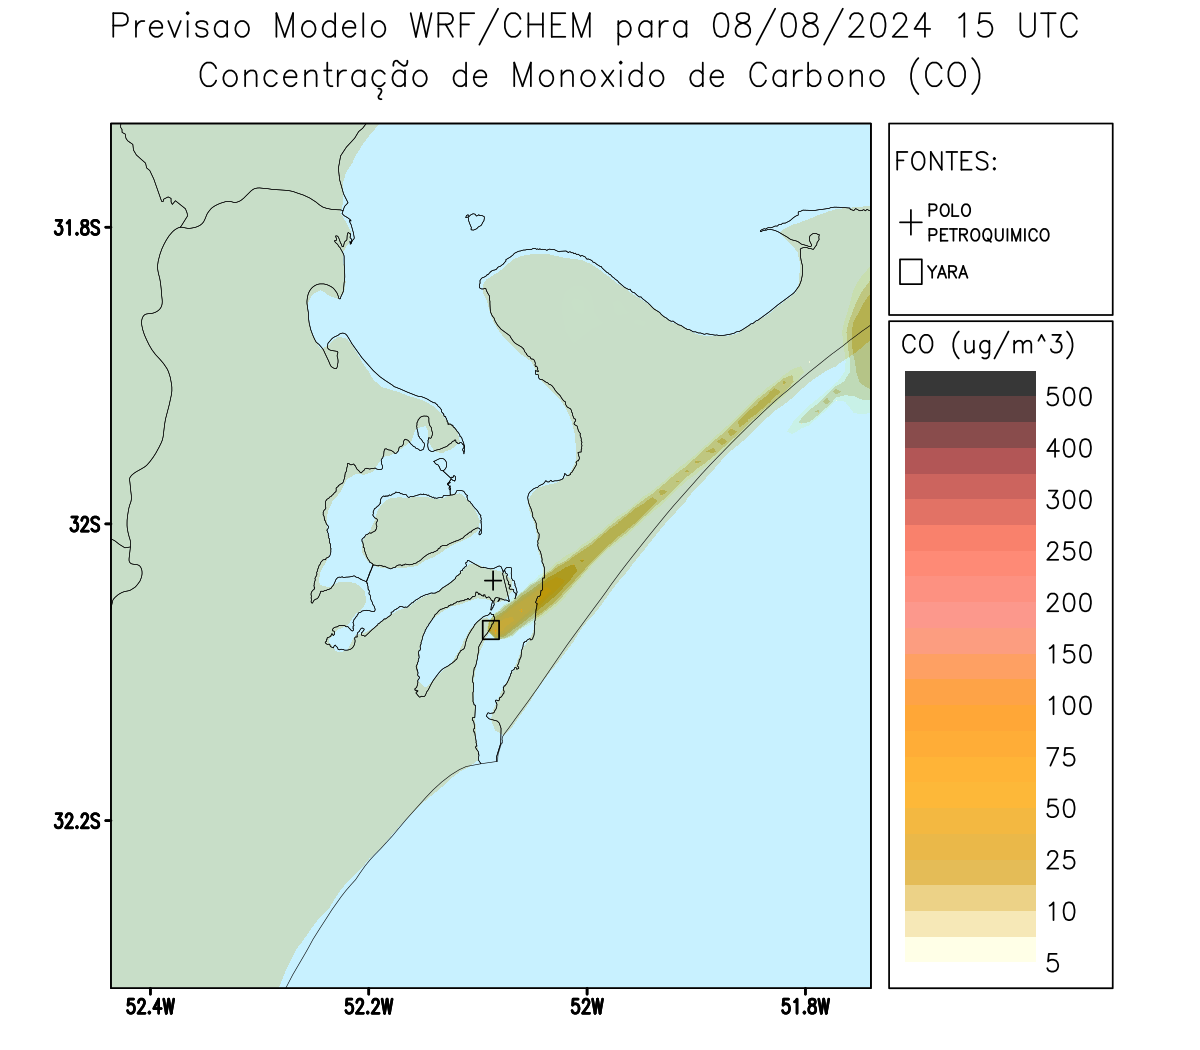 Previsao Modelo WRF/CHEM para 08/08/2024 15 UTC
Concentração de Monoxido de Carbono (CO)
FONTES:
POLO
PETROQUIMICO
YARA
CO (ug/m^3)
500
400
300
250
200
150
100
75
50
25
10
5
31.8S
32S
32.2S
52.4W
52.2W
52W
51.8W